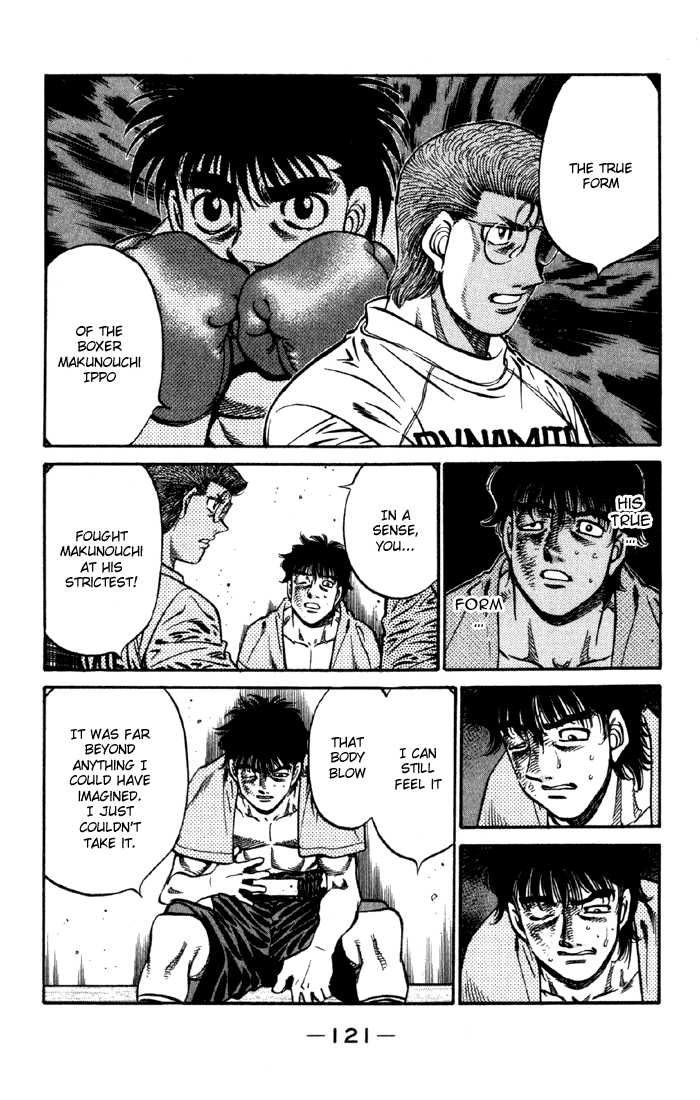 THE TRUE
FORM
OF THE
BOXER
MAKUNOUCHI
IPPO
DYNAMITE
HIS
TRUE
...
FORM
...
IN A
SENSE,
YOU...
FOUGHT
MAKUNOUCHI
AT HIS
STRICTEST!
I CAN
STILL
FEEL IT
THAT
BODY
BLOW
IT WAS FAR
BEYOND
ANYTHING I
COULD HAVE
IMAGINED.
I JUST
COULDN'T
TAKE IT.
—121—